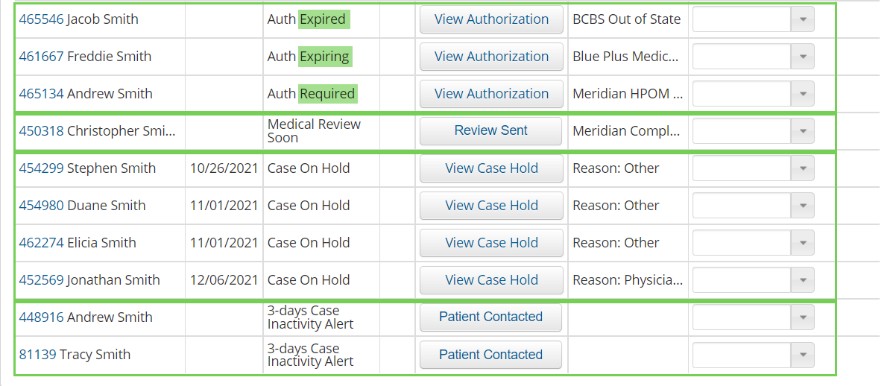 465546 Jacob Smith Auth Expired View Authorization BCBS Out of State
461667 Freddie Smith Auth Expiring View Authorization Blue Plus Medic...
465134 Andrew Smith Auth Required View Authorization Meridian HPOM ...
450318 Christopher Smi... Medical Review Soon Review Sent Meridian Compl...
454299 Stephen Smith 10/26/2021 Case On Hold View Case Hold Reason: Other
454980 Duane Smith 11/01/2021 Case On Hold View Case Hold Reason: Other
462274 Elicia Smith 11/01/2021 Case On Hold View Case Hold Reason: Other
452569 Jonathan Smith 12/06/2021 Case On Hold View Case Hold Reason: Physicia...
448916 Andrew Smith 3-days Case Inactivity Alert Patient Contacted
81139 Tracy Smith 3-days Case Inactivity Alert Patient Contacted